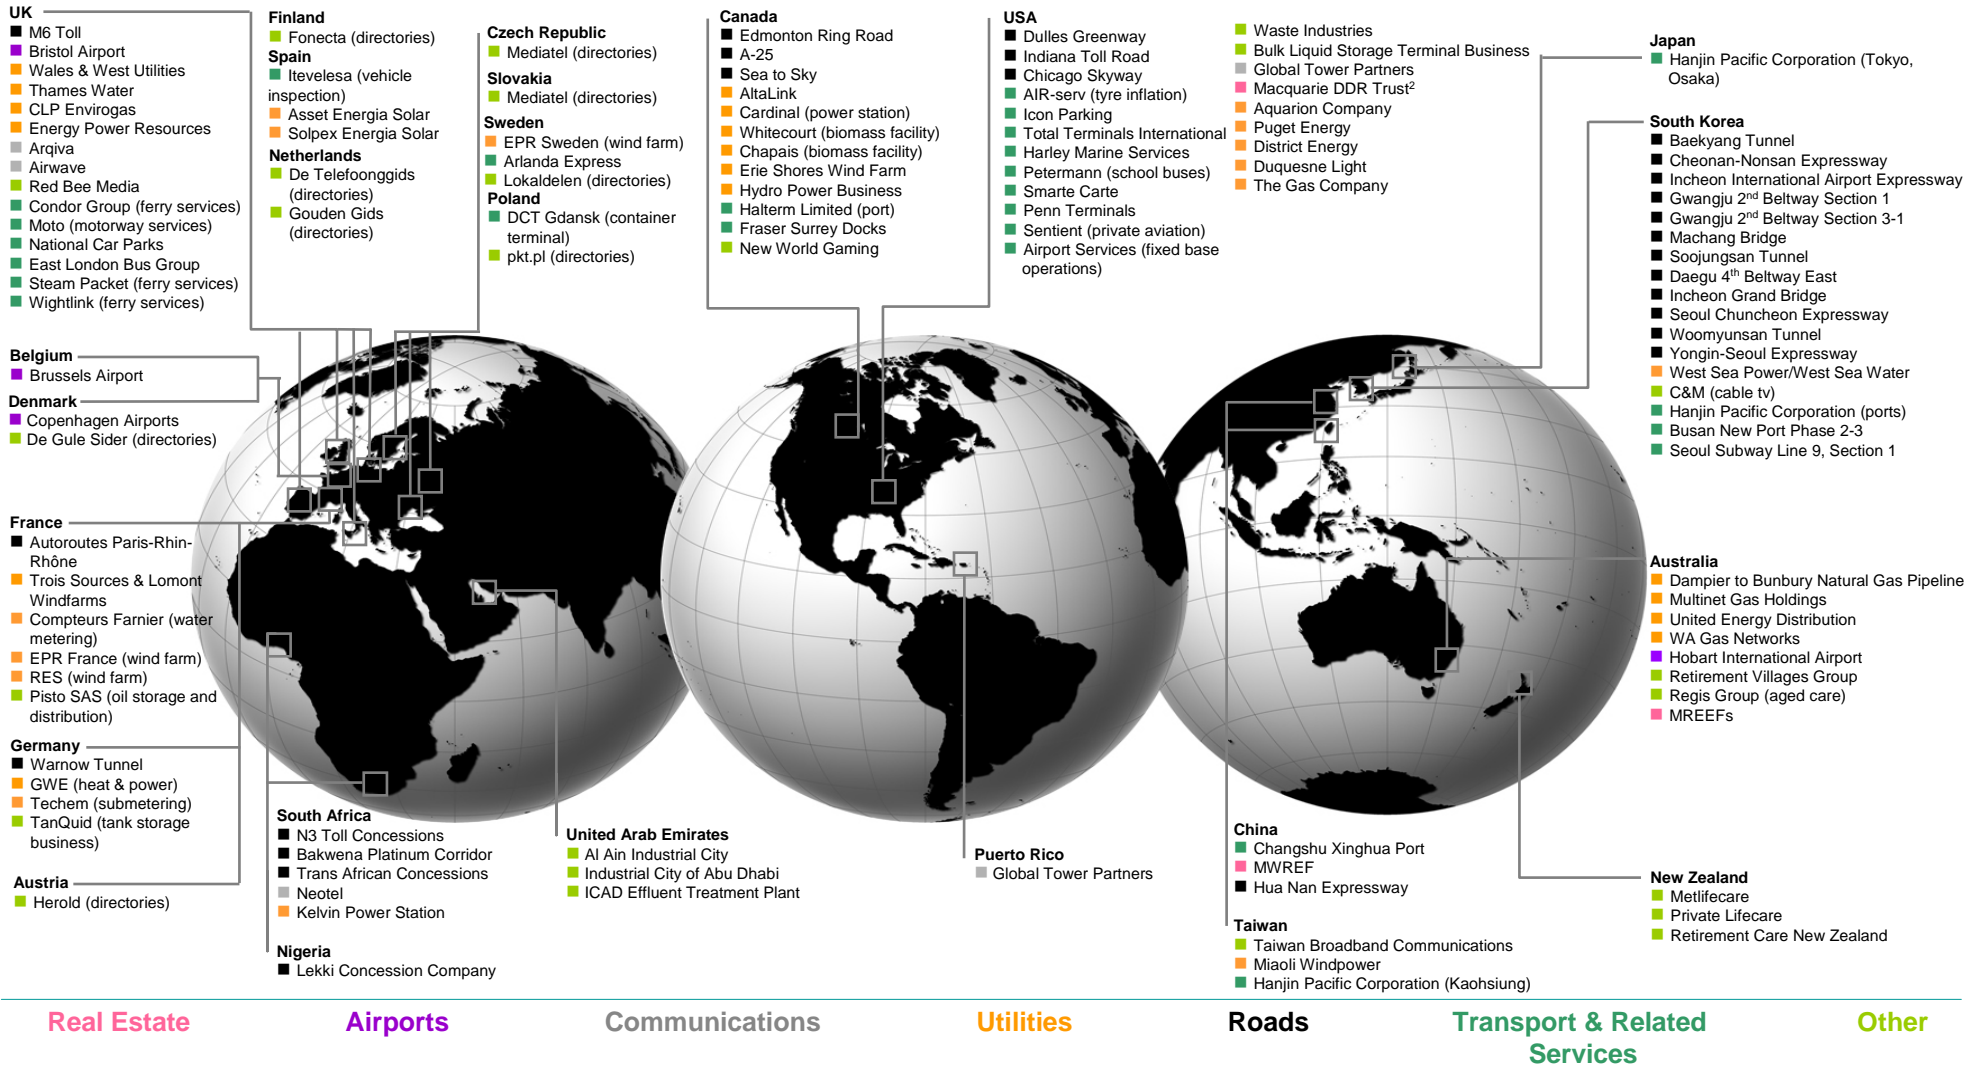 UK
M6 Toll
Bristol Airport
Wales & West Utilities
Thames Water
CLP Envirogas
Energy Power Resources
Arqiva
Airwave
Red Bee Media
Condor Group (ferry services)
Moto (motorway services)
National Car Parks
East London Bus Group
Steam Packet (ferry services)
Wightlink (ferry services)
Belgium
Brussels Airport
Denmark
Copenhagen Airports
De Gule Sider (directories)
France
Autoroutes Paris-Rhin-
Rhône
Trois Sources & Lomont
Windfarms
Compteurs Farnier (water
metering)
EPR France (wind farm)
RES (wind farm)
Pisto SAS (oil storage and
distribution)
Germany
Warnow Tunnel
GWE (heat & power)
Techem (submetering)
TanQuid (tank storage
business)
Austria
Herold (directories)
Finland
Fonecta (directories)
Spain
Itevelesa (vehicle
inspection)
Asset Energia Solar
Solpex Energia Solar
Netherlands
De Telefoonggids
(directories)
Gouden Gids
(directories)
Czech Republic
Mediatel (directories)
Slovakia
Mediatel (directories)
Sweden
EPR Sweden (wind farm)
Arlanda Express
Lokaldelen (directories)
Poland
DCT Gdansk (container
terminal)
pkt.pl (directories)
South Africa
N3 Toll Concessions
Bakwena Platinum Corridor
Trans African Concessions
Neotel
Kelvin Power Station
Nigeria
Lekki Concession Company
United Arab Emirates
Al Ain Industrial City
Industrial City of Abu Dhabi
ICAD Effluent Treatment Plant
Canada
Edmonton Ring Road
A-25
Sea to Sky
AltaLink
Cardinal (power station)
Whitecourt (biomass facility)
Chapais (biomass facility)
Erie Shores Wind Farm
Hydro Power Business
Halterm Limited (port)
Fraser Surrey Docks
New World Gaming
USA
Dulles Greenway
Indiana Toll Road
Chicago Skyway
AIR-serv (tyre inflation)
Icon Parking
Total Terminals International
Harley Marine Services
Petermann (school buses)
Smarte Carte
Penn Terminals
Sentient (private aviation)
Airport Services (fixed base
operations)
Waste Industries
Bulk Liquid Storage Terminal Business
Global Tower Partners
Macquarie DDR Trust²
Aquarion Company
Puget Energy
District Energy
Duquesne Light
The Gas Company
Puerto Rico
Global Tower Partners
Japan
Hanjin Pacific Corporation (Tokyo,
Osaka)
South Korea
Baekyang Tunnel
Cheonan-Nonsan Expressway
Incheon International Airport Expressway
Gwangju 2nd Beltway Section 1
Gwangju 2nd Beltway Section 3-1
Machang Bridge
Soojungsan Tunnel
Daegu 4th Beltway East
Incheon Grand Bridge
Seoul Chuncheon Expressway
Woomyunsan Tunnel
Yongin-Seoul Expressway
West Sea Power/West Sea Water
C&M (cable tv)
Hanjin Pacific Corporation (ports)
Busan New Port Phase 2-3
Seoul Subway Line 9, Section 1
Australia
Dampier to Bunbury Natural Gas Pipeline
Multinet Gas Holdings
United Energy Distribution
WA Gas Networks
Hobart International Airport
Retirement Villages Group
Regis Group (aged care)
MREEFs
China
Changshu Xinghua Port
MWREF
Hua Nan Expressway
Taiwan
Taiwan Broadband Communications
Miaoli Windpower
Hanjin Pacific Corporation (Kaohsiung)
New Zealand
Metlifecare
Private Lifecare
Retirement Care New Zealand
Real Estate
Airports
Communications
Utilities
Roads
Transport & Related
Services
Other